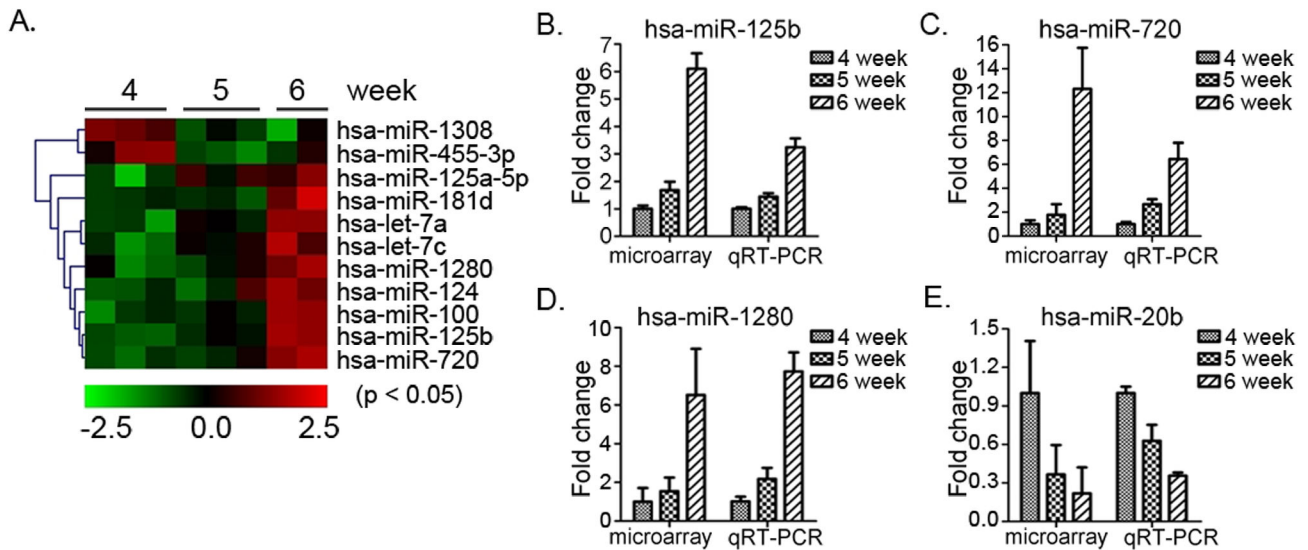 A.
4 5 6 week
hsa-miR-1308
hsa-miR-455-3p
hsa-miR-125a-5p
hsa-miR-181d
hsa-let-7a
hsa-let-7c
hsa-miR-1280
hsa-miR-124
hsa-miR-100
hsa-miR-125b
hsa-miR-720
(p < 0.05)
-2.5 0.0 2.5
B.
hsa-miR-125b
Fold change
7
6
5
4
3
2
1
0
4 week
5 week
6 week
microarray qRT-PCR
C.
hsa-miR-720
Fold change
16
14
12
10
8
6
4
2
0
4 week
5 week
6 week
microarray qRT-PCR
D.
hsa-miR-1280
Fold change
10
8
6
4
2
0
4 week
5 week
6 week
microarray qRT-PCR
E.
hsa-miR-20b
Fold change
1.5
1.2
0.9
0.6
0.3
0.0
4 week
5 week
6 week
microarray qRT-PCR